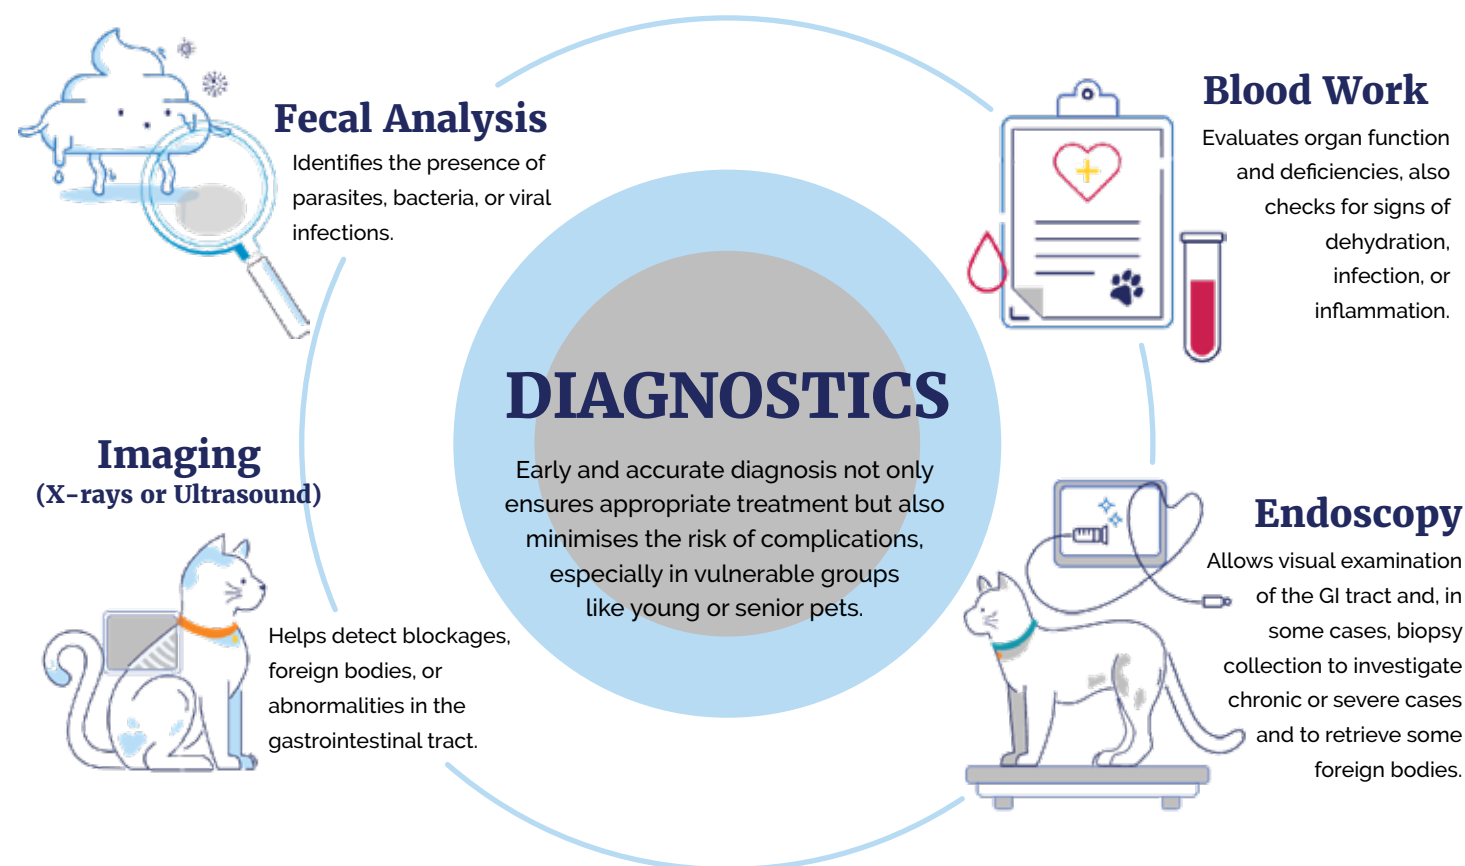 Fecal Analysis
Identifies the presence of
parasites, bacteria, or viral
infections.
Blood Work
Evaluates organ function
and deficiencies, also
checks for signs of
dehydration,
infection, or
inflammation.
DIAGNOSTICS
Early and accurate diagnosis not only
ensures appropriate treatment but also
minimises the risk of complications,
especially in vulnerable groups
like young or senior pets.
Imaging
(X-rays or Ultrasound)
Helps detect blockages,
foreign bodies, or
abnormalities in the
gastrointestinal tract.
Endoscopy
Allows visual examination
of the GI tract and, in
some cases, biopsy
collection to investigate
chronic or severe cases
and to retrieve some
foreign bodies.